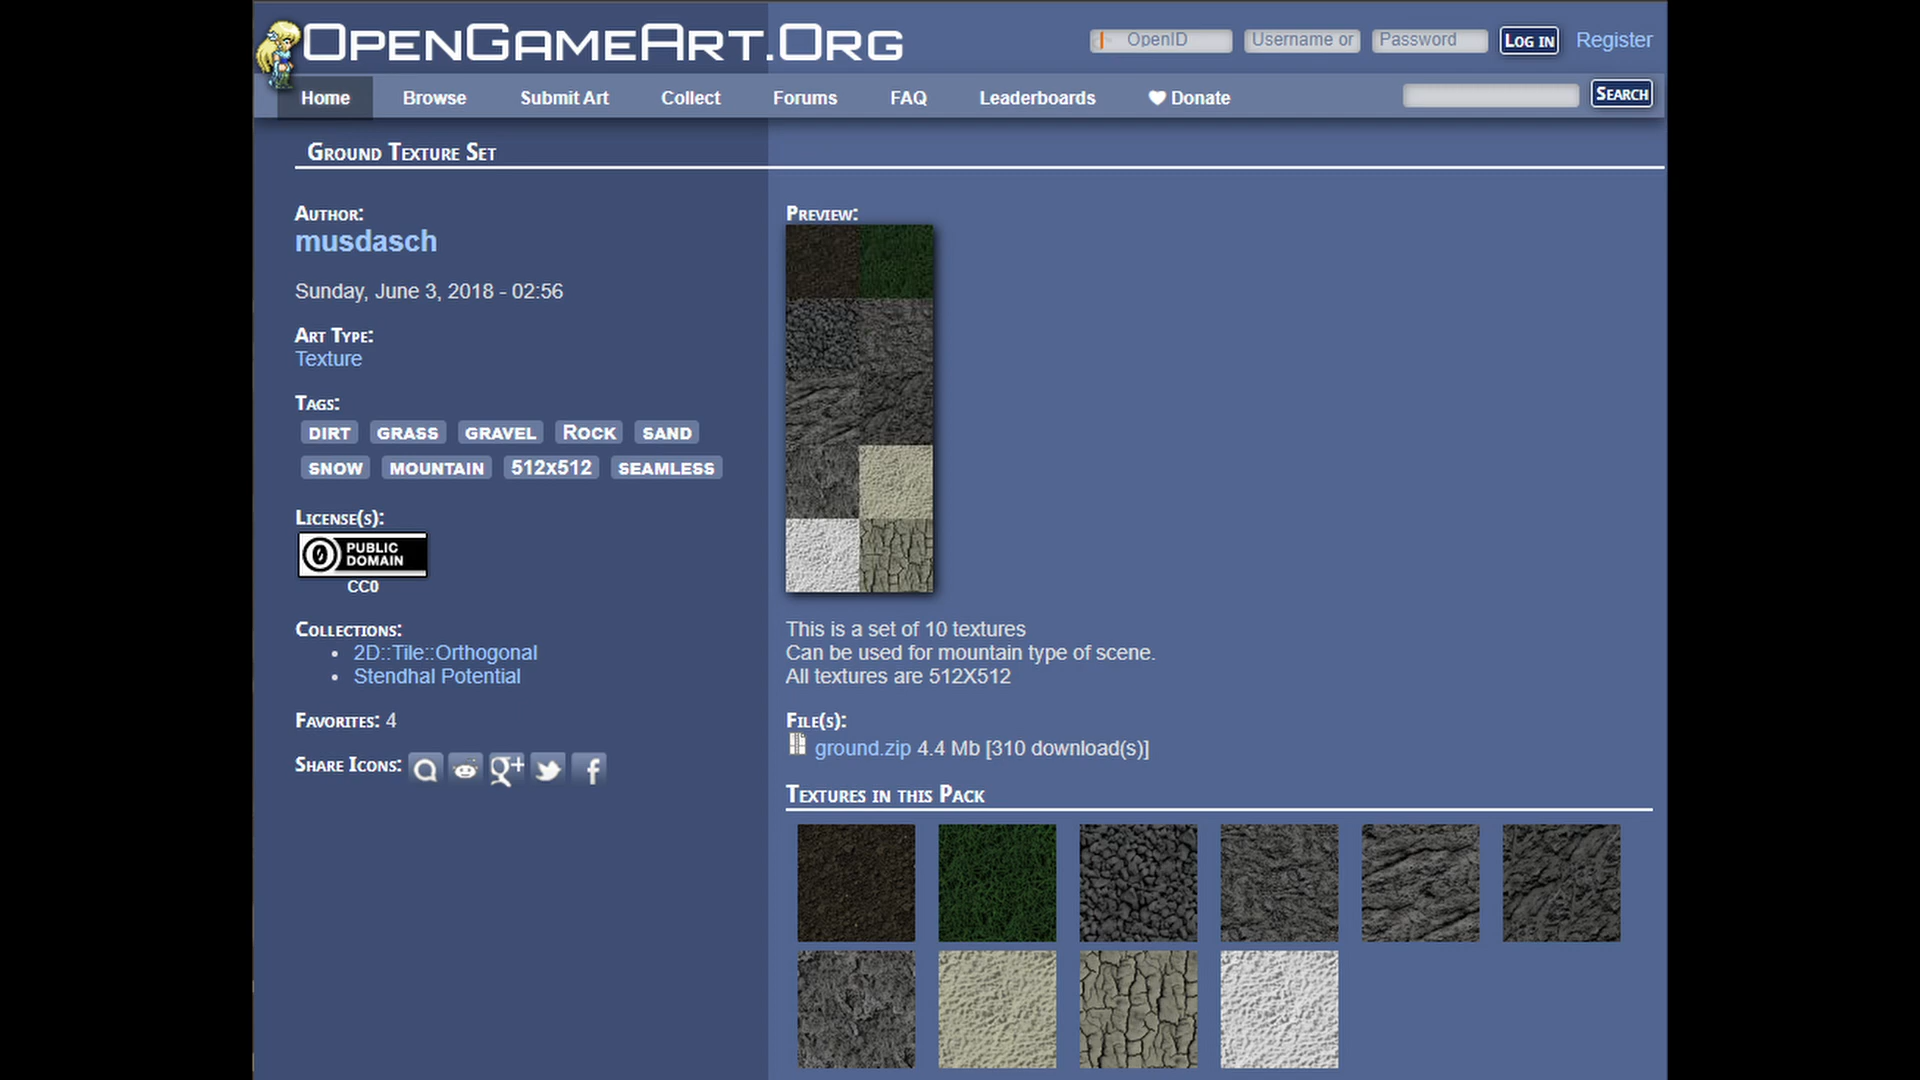 OpenGameArt.Org
OpenID
Username or
Password
Log in
Register
Home
Browse
Submit Art
Collect
Forums
FAQ
Leaderboards
Donate
Search
Ground Texture Set
Author:
musdasch
Sunday, June 3, 2018 - 02:56
Art Type:
Texture
Tags:
dirt grass gravel Rock sand
snow mountain 512x512 seamless
License(s):
PUBLIC
DOMAIN
CC0
Collections:
2D::Tile::Orthogonal
Stendhal Potential
Favorites: 4
Share Icons:
g+
f
Preview:
This is a set of 10 textures
Can be used for mountain type of scene.
All textures are 512X512
File(s):
ground.zip 4.4 Mb [310 download(s)]
Textures in this Pack